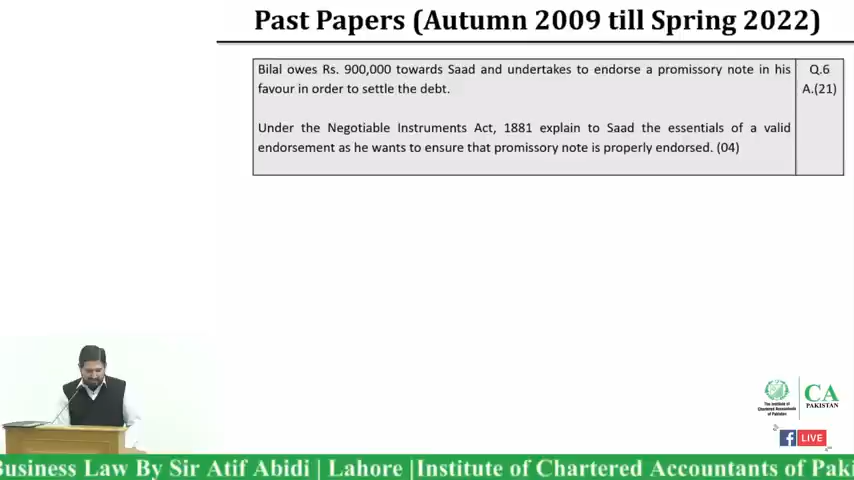 Past Papers (Autumn 2009 till Spring 2022)
Bilal owes Rs. 900,000 towards Saad and undertakes to endorse a promissory note in his
favour in order to settle the debt.
Q.6
A.(21)
Under the Negotiable Instruments Act, 1881 explain to Saad the essentials of a valid
endorsement as he wants to ensure that promissory note is properly endorsed. (04)
The Institute of
Chartered Accountants
of Pakistan
CA
PAKISTAN
f LIVE
Business Law By Sir Atif Abidi | Lahore |Institute of Chartered Accountants of Paki